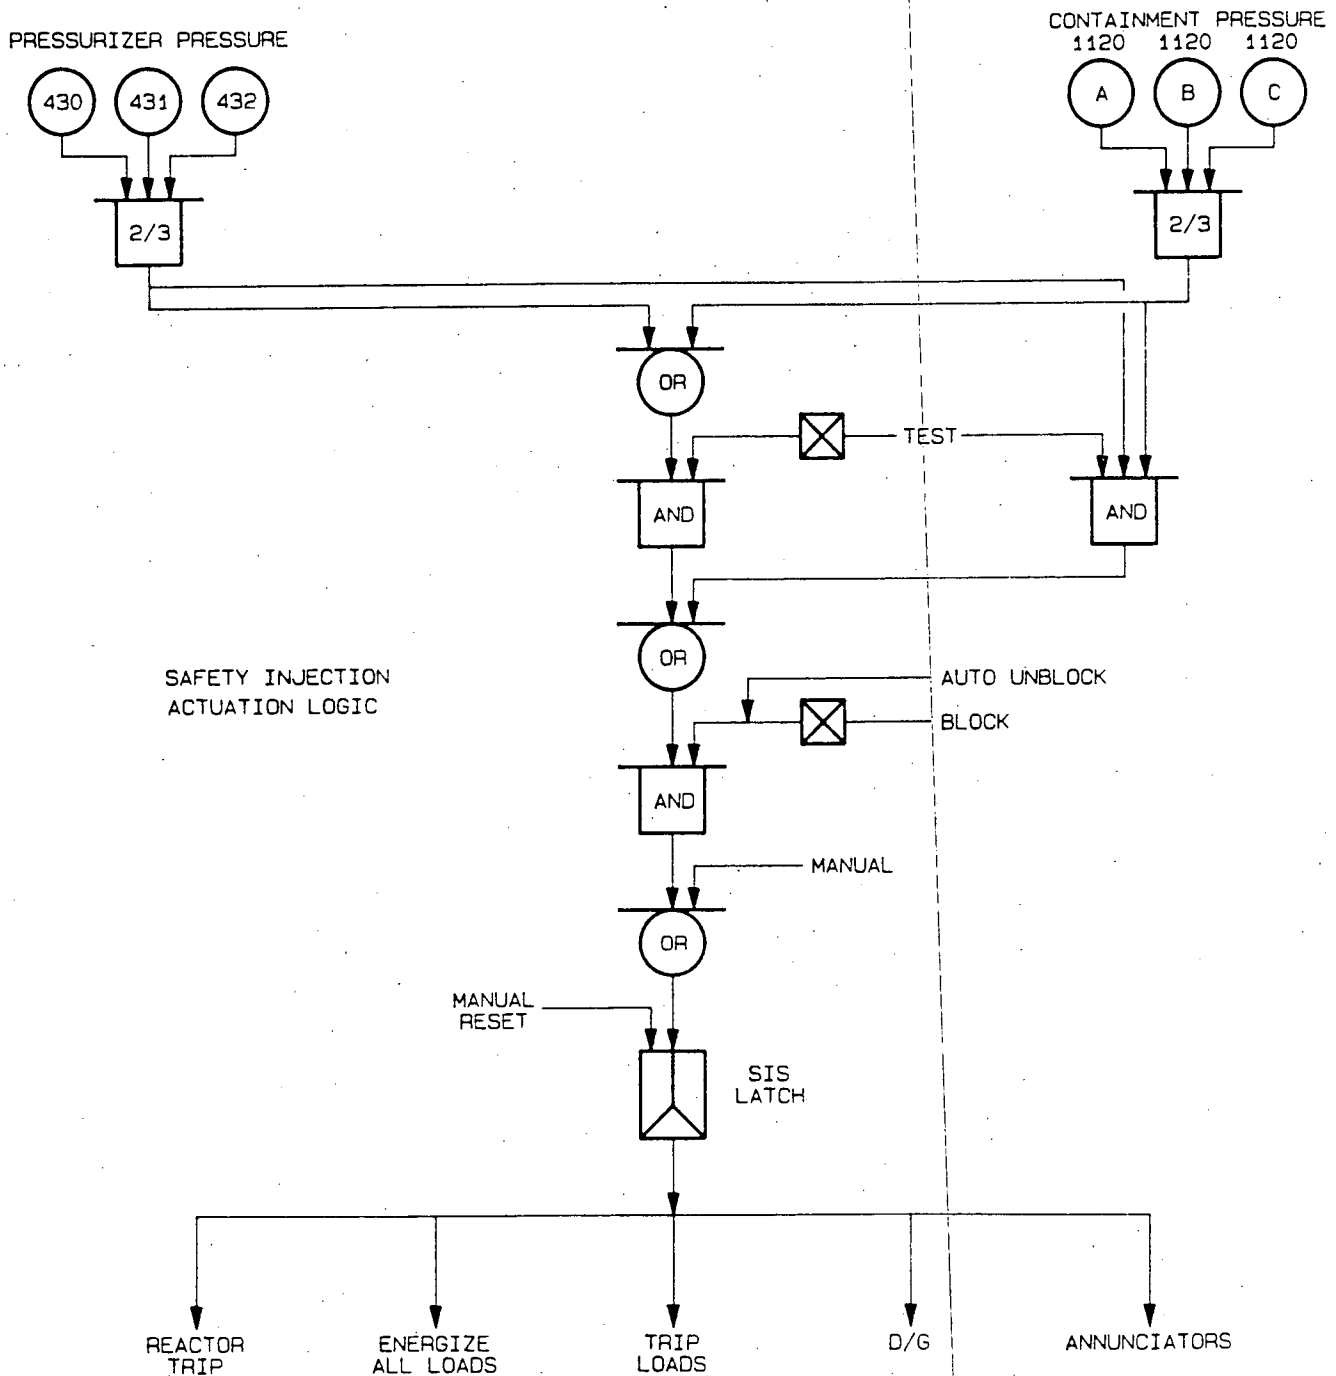 PRESSURIZER PRESSURE
CONTAINMENT PRESSURE
1120 1120 1120
430 431 432
A B C
2/3
2/3
OR
TEST
AND
AND
OR
SAFETY INJECTION
ACTUATION LOGIC
AUTO UNBLOCK
BLOCK
AND
MANUAL
OR
MANUAL
RESET
SIS
LATCH
REACTOR
TRIP
ENERGIZE
ALL LOADS
TRIP
LOADS
D/G
ANNUNCIATORS